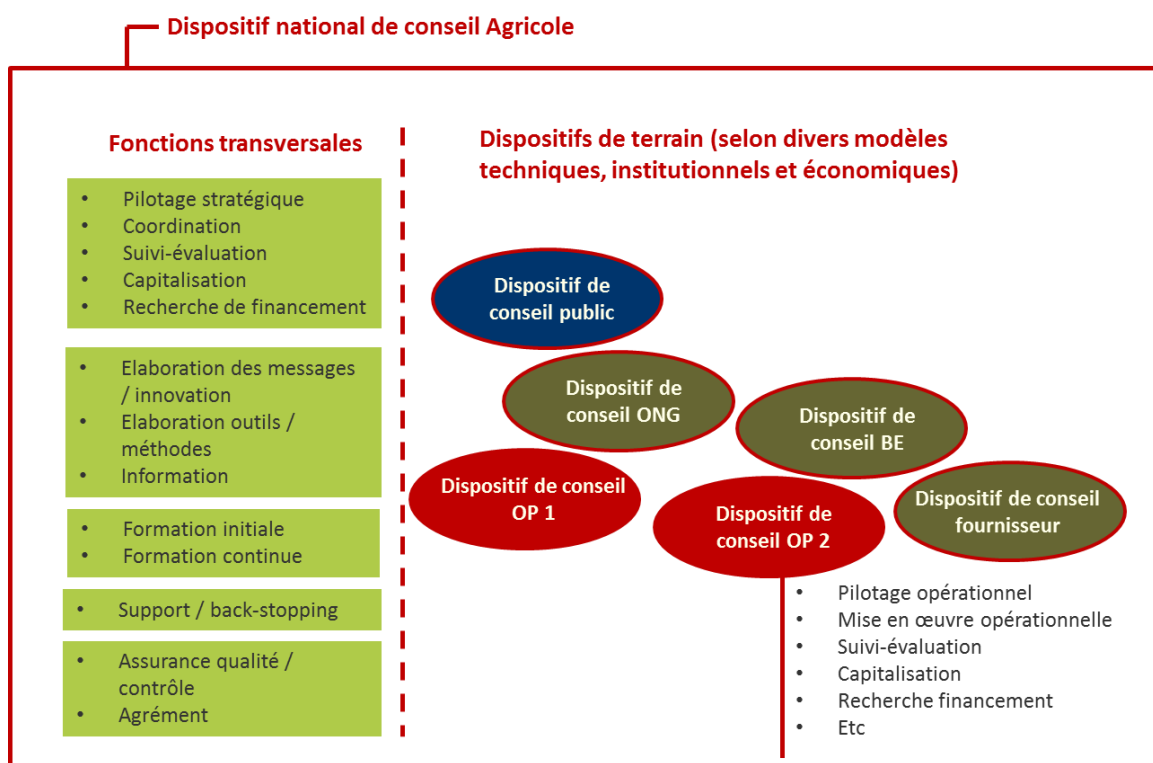 Dispositif national de conseil Agricole
Fonctions transversales
• Pilotage stratégique
• Coordination
• Suivi-évaluation
• Capitalisation
• Recherche de financement
• Elaboration des messages
/ innovation
• Elaboration outils /
méthodes
• Information
• Formation initiale
• Formation continue
• Support / back-stopping
• Assurance qualité /
contrôle
• Agrément
Dispositifs de terrain (selon divers modèles
techniques, institutionnels et économiques)
Dispositif de
conseil public
Dispositif de
conseil ONG
Dispositif de
conseil BE
Dispositif de conseil
OP 1
Dispositif de
conseil OP 2
Dispositif de conseil
fournisseur
• Pilotage opérationnel
• Mise en œuvre opérationnelle
• Suivi-évaluation
• Capitalisation
• Recherche financement
• Etc